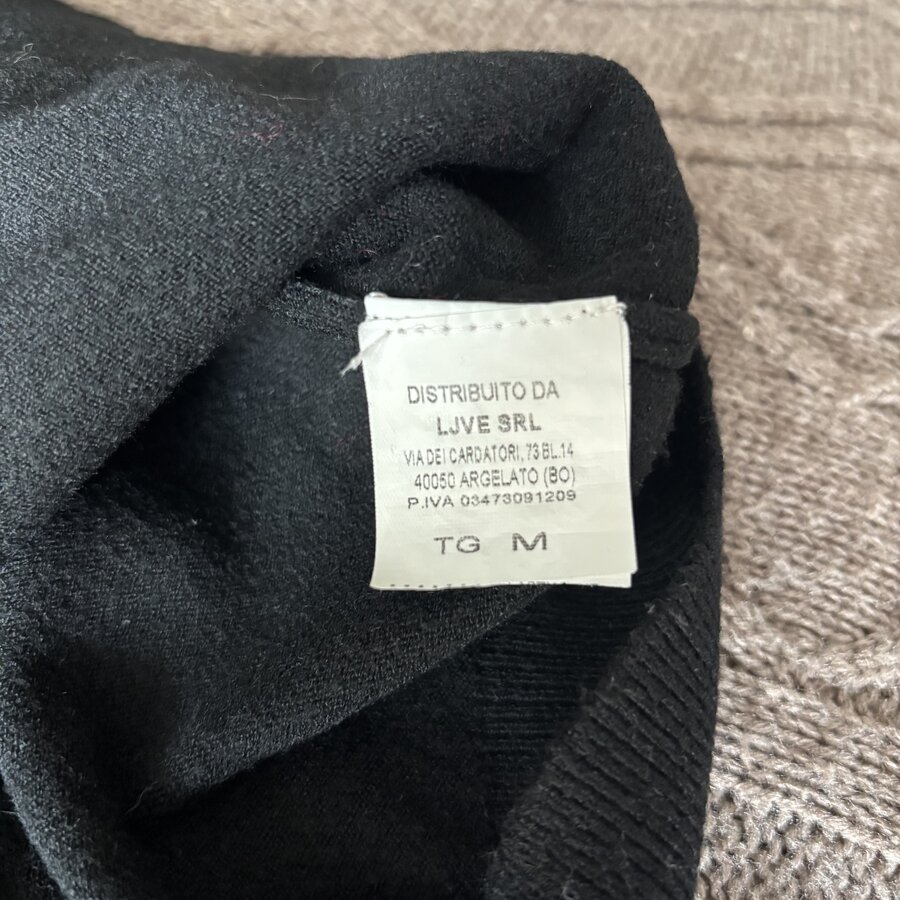 DISTRIBUITO DA
LJVE SRL
VIA DEI CARDATORI, 73 BL.14
40050 ARGELATO (BO)
P.IVA 03473091209
TG M